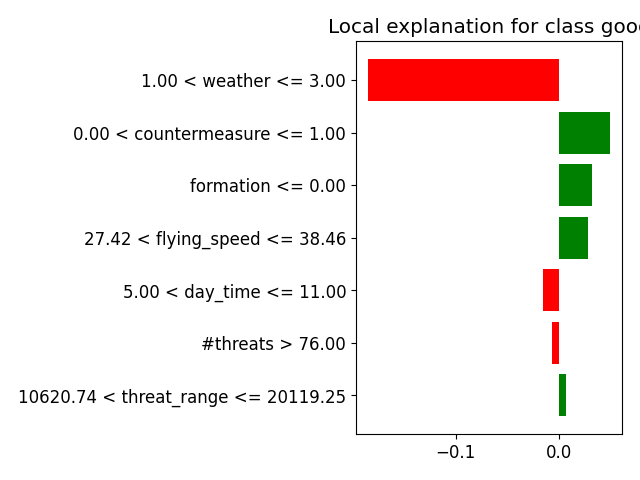 Local explanation for class good
1.00 < weather <= 3.00
0.00 < countermeasure <= 1.00
formation <= 0.00
27.42 < flying_speed <= 38.46
5.00 < day_time <= 11.00
#threats > 76.00
10620.74 < threat_range <= 20119.25
−0.1 0.0